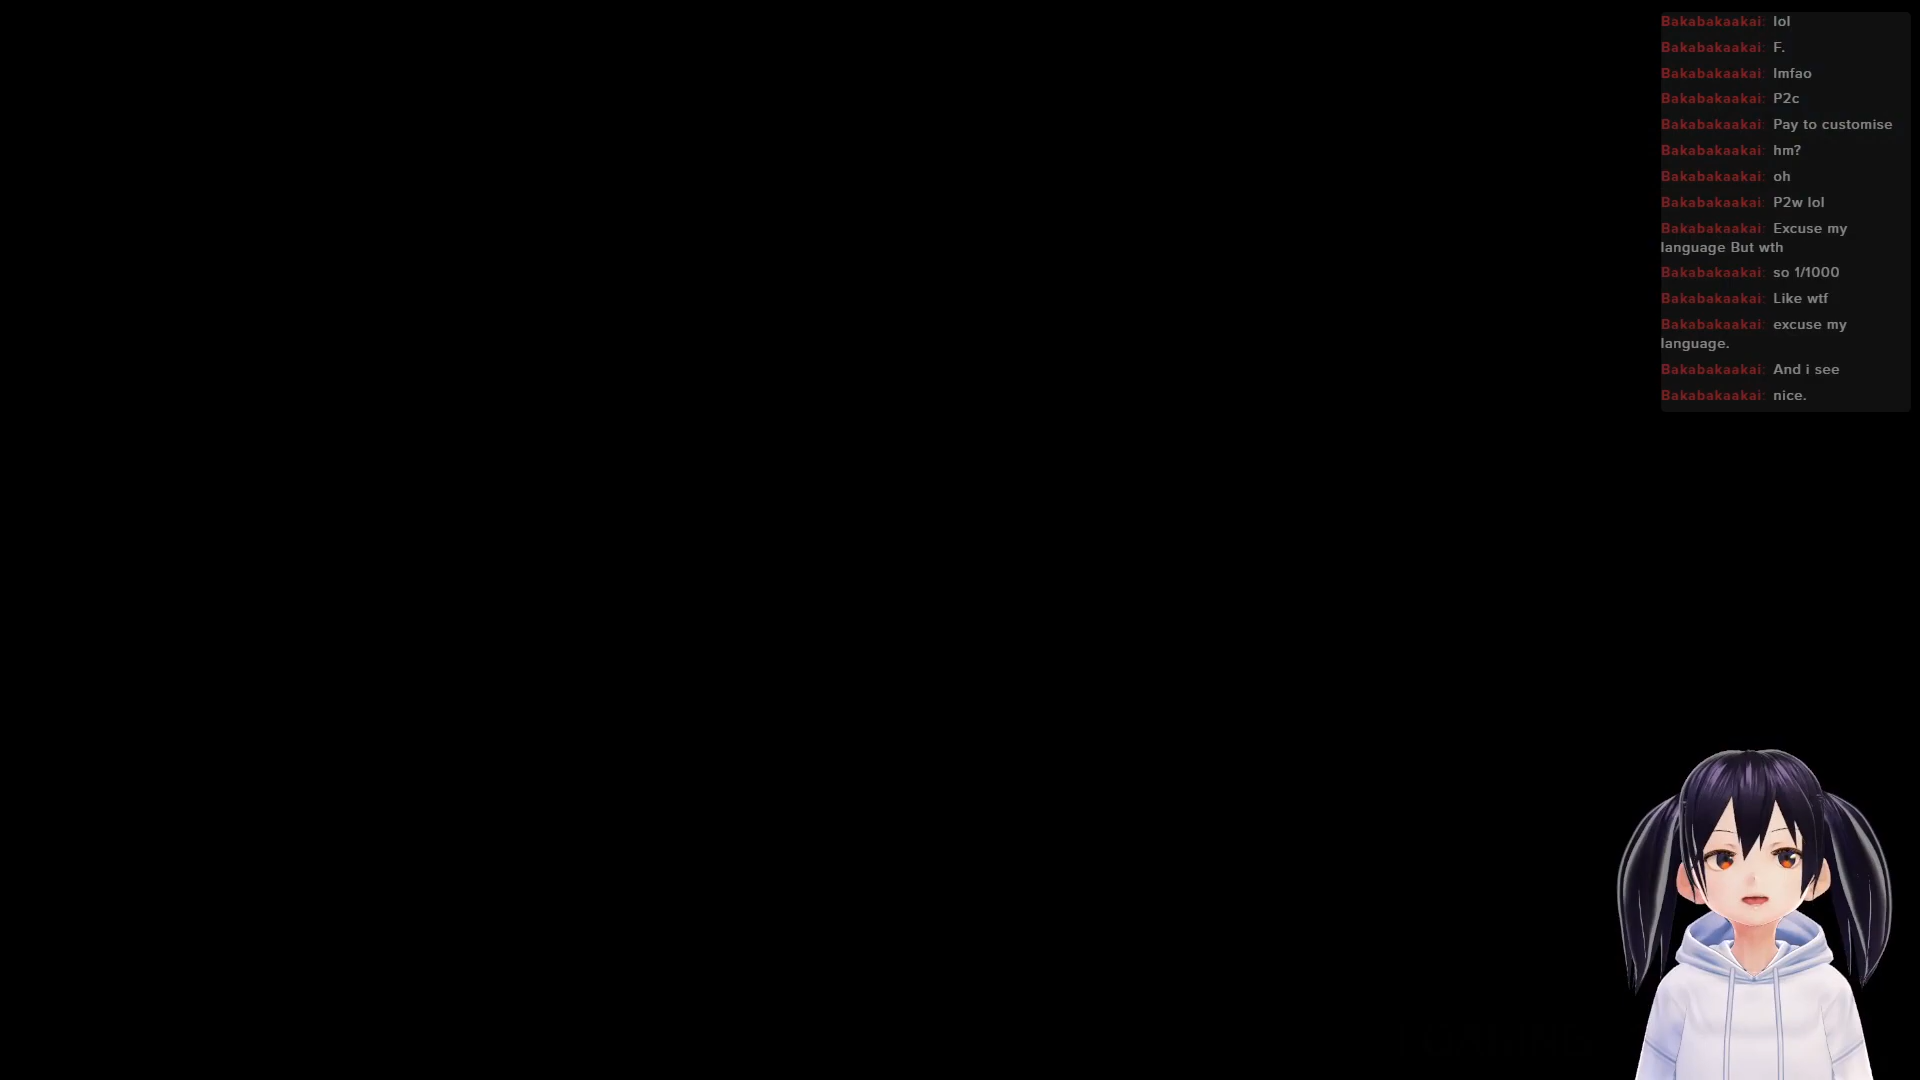 Bakabakaakai: lol
Bakabakaakai: F.
Bakabakaakai: lmfao
Bakabakaakai: P2c
Bakabakaakai: Pay to customise
Bakabakaakai: hm?
Bakabakaakai: oh
Bakabakaakai: P2w lol
Bakabakaakai: Excuse my
language But wth
Bakabakaakai: so 1/1000
Bakabakaakai: Like wtf
Bakabakaakai: excuse my
language.
Bakabakaakai: And i see
Bakabakaakai: nice.